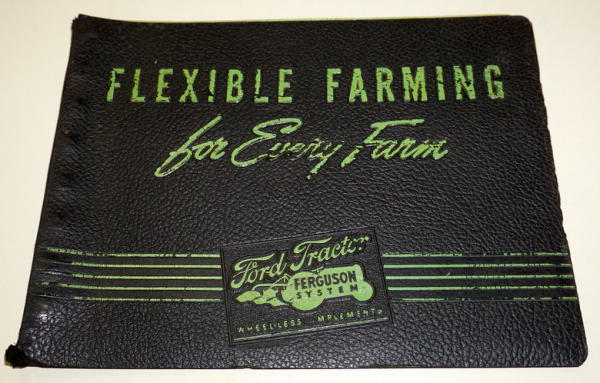 FLEXIBLE FARMING
for Every Farm
Ford Tractor
FERGUSON
SYSTEM
WHEELLESS IMPLEMENTS